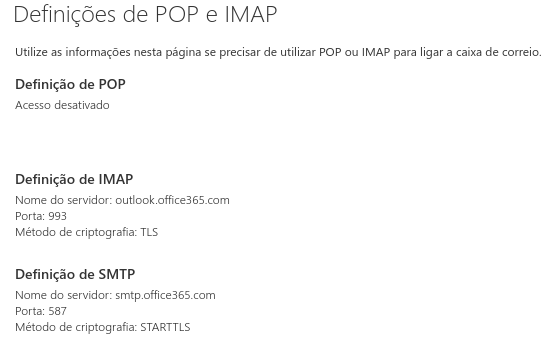 Definições de POP e IMAP
Utilize as informações nesta página se precisar de utilizar POP ou IMAP para ligar a caixa de correio.
Definição de POP
Acesso desativado
Definição de IMAP
Nome do servidor: outlook.office365.com
Porta: 993
Método de criptografia: TLS
Definição de SMTP
Nome do servidor: smtp.office365.com
Porta: 587
Método de criptografia: STARTTLS